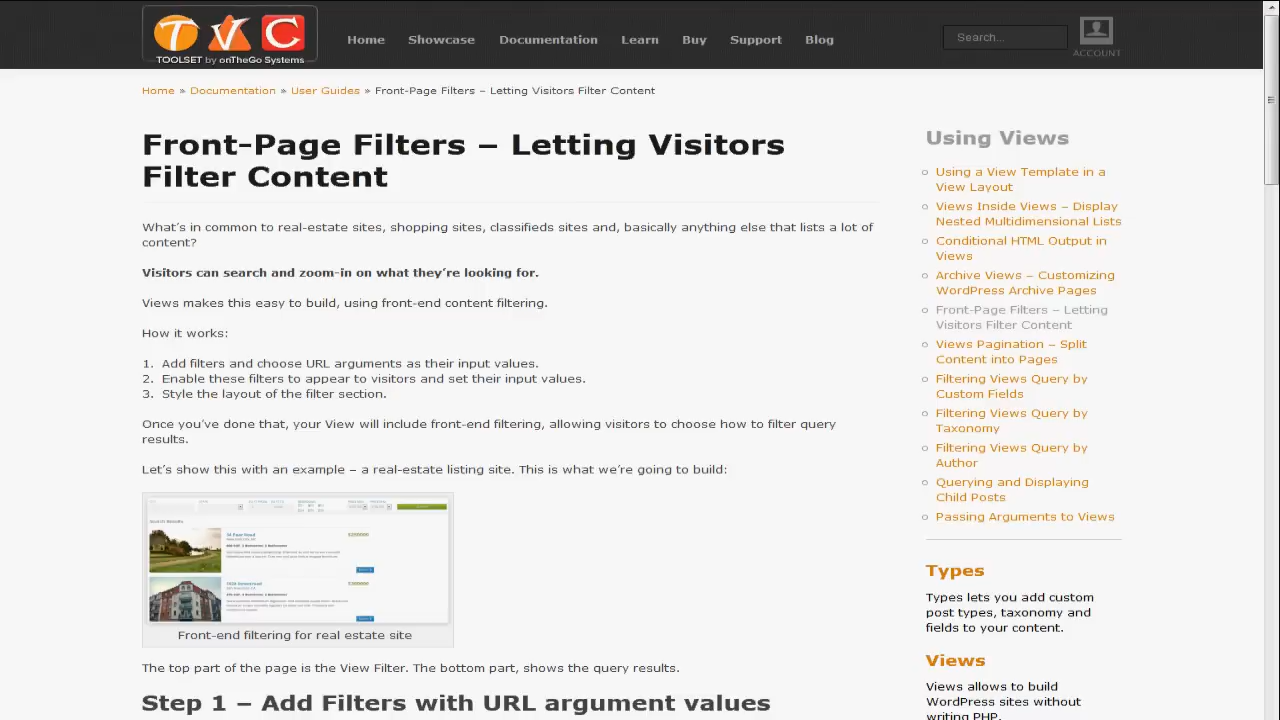 TVC
TOOLSET by onTheGo Systems
Home Showcase Documentation Learn Buy Support Blog
Search...
ACCOUNT
Home » Documentation » User Guides » Front-Page Filters – Letting Visitors Filter Content
Front-Page Filters – Letting Visitors
Filter Content
What's in common to real-estate sites, shopping sites, classifieds sites and, basically anything else that lists a lot of
content?
Visitors can search and zoom-in on what they're looking for.
Views makes this easy to build, using front-end content filtering.
How it works:
1. Add filters and choose URL arguments as their input values.
2. Enable these filters to appear to visitors and set their input values.
3. Style the layout of the filter section.
Once you've done that, your View will include front-end filtering, allowing visitors to choose how to filter query
results.
Let's show this with an example – a real-estate listing site. This is what we're going to build:
Front-end filtering for real estate site
The top part of the page is the View Filter. The bottom part, shows the query results.
Step 1 – Add Filters with URL argument values
Using Views
Using a View Template in a
View Layout
Views Inside Views – Display
Nested Multidimensional Lists
Conditional HTML Output in
Views
Archive Views – Customizing
WordPress Archive Pages
Front-Page Filters – Letting
Visitors Filter Content
Views Pagination – Split
Content into Pages
Filtering Views Query by
Custom Fields
Filtering Views Query by
Taxonomy
Filtering Views Query by
Author
Querying and Displaying
Child Posts
Passing Arguments to Views
Types
Types lets you add custom
post types, taxonomy and
fields to your content.
Views
Views allows to build
WordPress sites without
writing PHP.